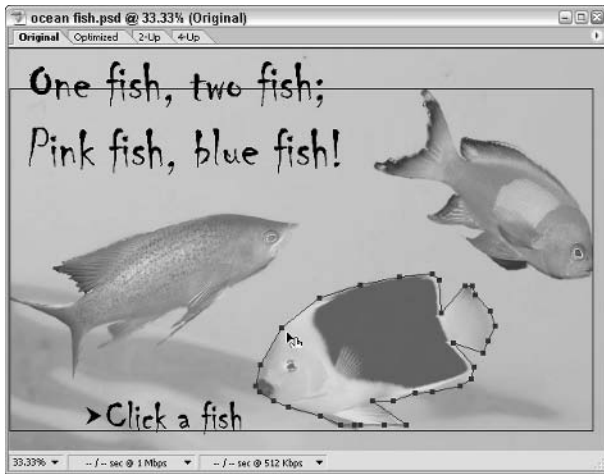 ocean fish.psd @ 33.33% (Original)
Original Optimized 2-Up 4-Up
One fish, two fish;
Pink fish, blue fish!
Click a fish
33.33% -- / -- sec @ 1 Mbps -- / -- sec @ 512 Kbps